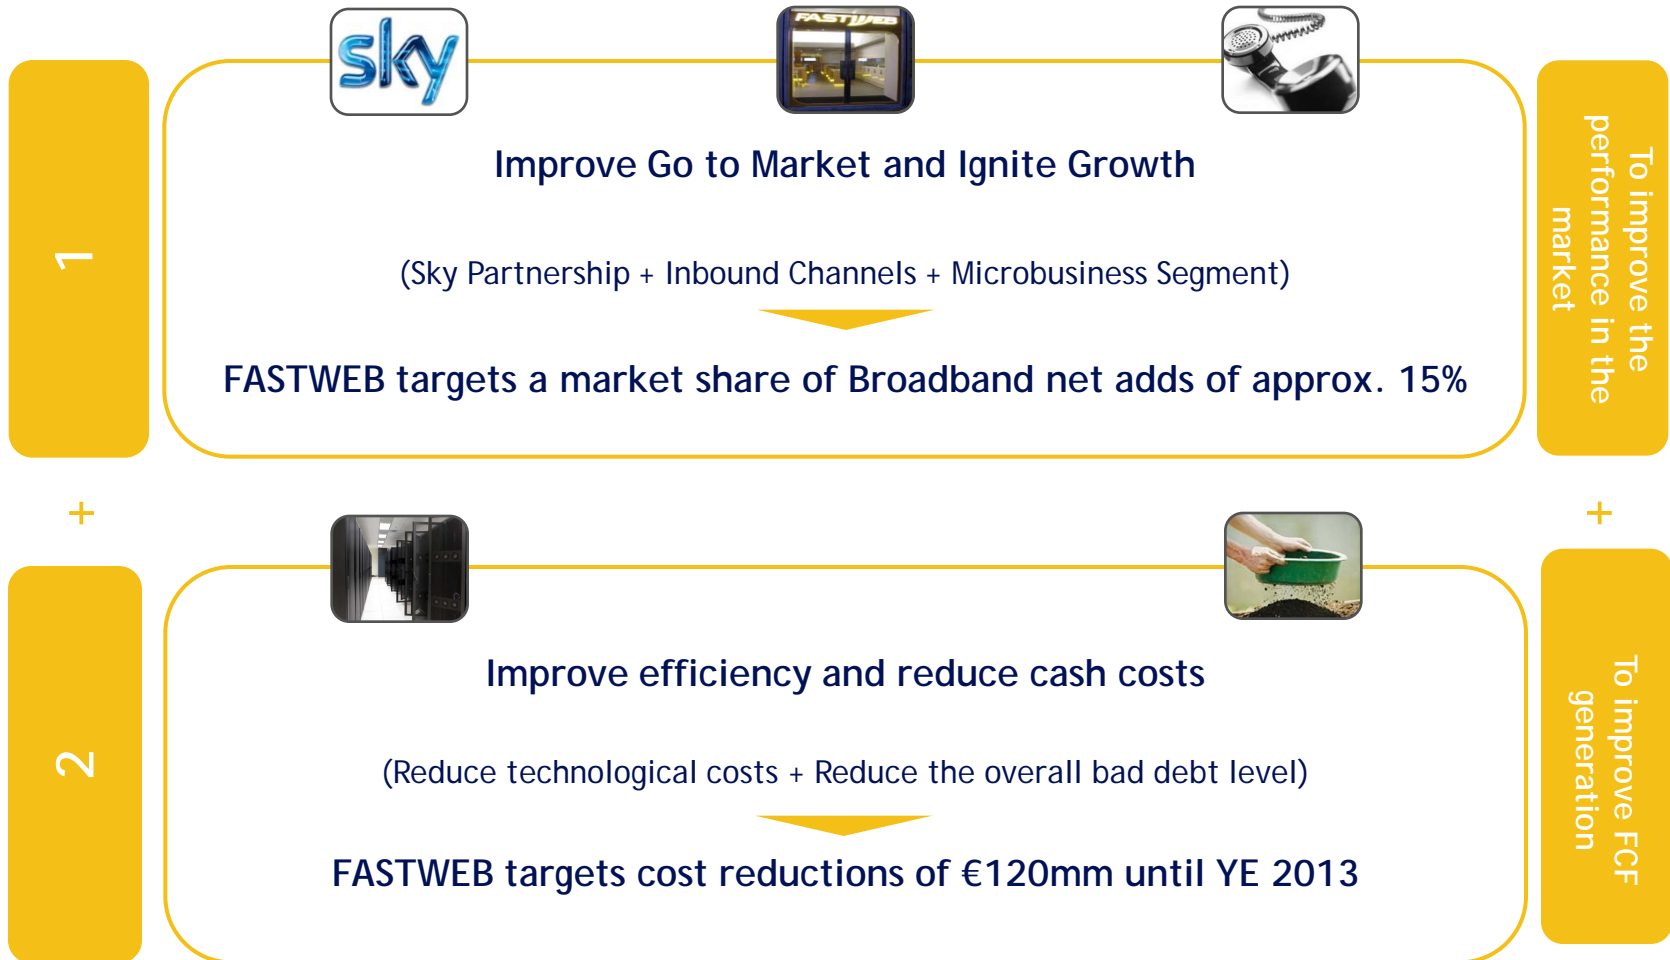 sky
FASTWEB
1
Improve Go to Market and Ignite Growth
(Sky Partnership + Inbound Channels + Microbusiness Segment)
FASTWEB targets a market share of Broadband net adds of approx. 15%
To improve the
performance in the
market
+
+
2
Improve efficiency and reduce cash costs
(Reduce technological costs + Reduce the overall bad debt level)
FASTWEB targets cost reductions of €120mm until YE 2013
To improve FCF
generation